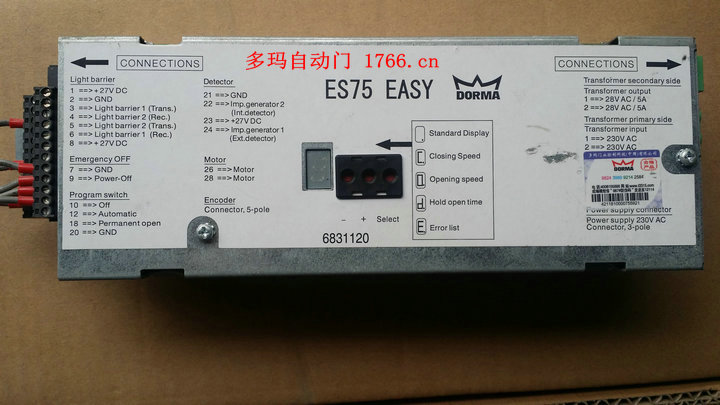 多玛自动门 1766.cn
CONNECTIONS
ES75 EASY
DORMA
CONNECTIONS
Light barrier
1 ==>+27V DC
2 ==>GND
3 ==>Light barrier 1 (Trans.)
4 ==>Light barrier 2 (Rec.)
5 ==>Light barrier 2 (Trans.)
6 ==>Light barrier 1 (Rec.)
8 ==>+27V DC
Emergency OFF
7 ==>GND
9 ==>Power-Off
Program switch
10 ==>Off
12 ==>Automatic
18 ==>Permanent open
20 ==>GND
Detector
21 ==>GND
22 ==>Imp.generator 2
(Int.detector)
23 ==>+27V DC
24 ==>Imp.generator 1
(Ext.detector)
Motor
26 ==>Motor
28 ==>Motor
Encoder
Connector, 5-pole
− + Select
6831120
Standard Display
Closing Speed
Opening speed
Hold open time
Error list
Transformer secondary side
Transformer output
1 ==>28V AC / 5A
2 ==>28V AC / 5A
Transformer primary side
Transformer input
1 ==>230V AC
2 ==>230V AC
DORMA
Power supply connector
Power supply 230V AC
Connector, 3-pole